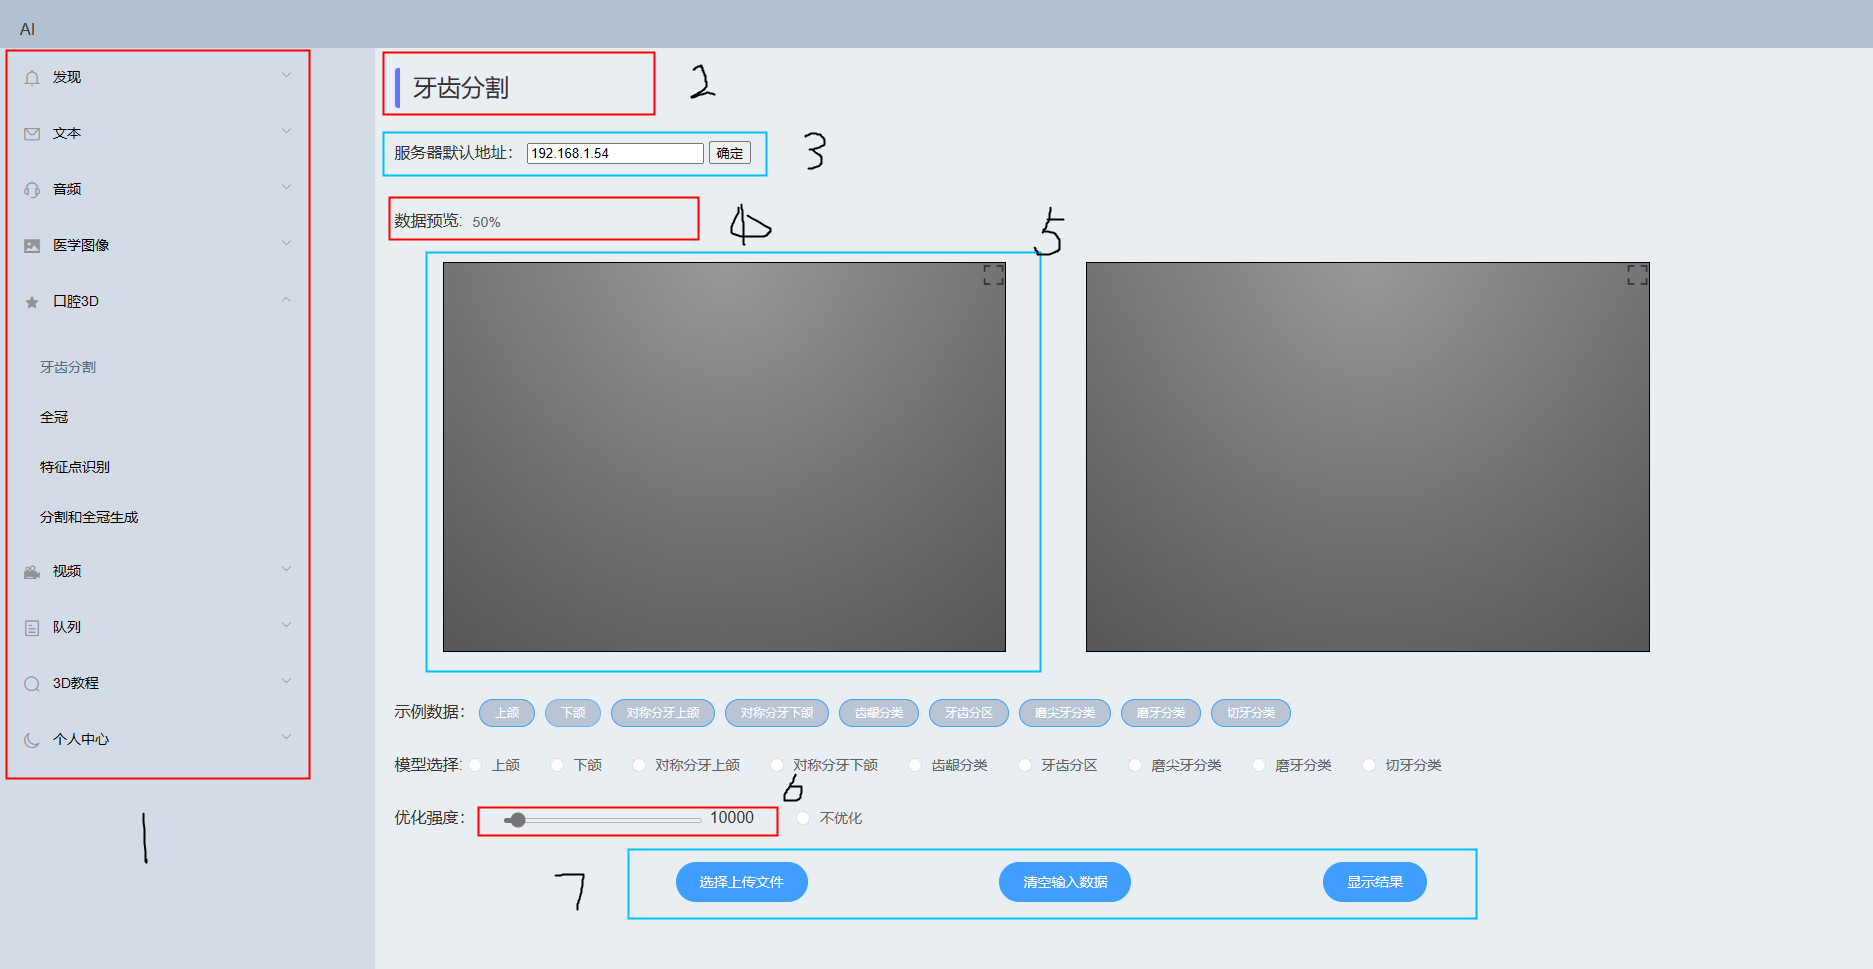 AI
发现
文本
音频
医学图像
口腔3D
牙齿分割
全冠
特征点识别
分割和全冠生成
视频
队列
3D教程
个人中心
1
牙齿分割 2
服务器默认地址： 192.168.1.54 确定 3
数据预览: 50% 4
5
示例数据： 上颌 下颌 对称分牙上颌 对称分牙下颌 齿龈分类 牙齿分区 磨尖牙分类 磨牙分类 切牙分类
模型选择: 上颌 下颌 对称分牙上颌 对称分牙下颌 齿龈分类 牙齿分区 磨尖牙分类 磨牙分类 切牙分类
6
优化强度： 10000 不优化
7 选择上传文件 清空输入数据 显示结果